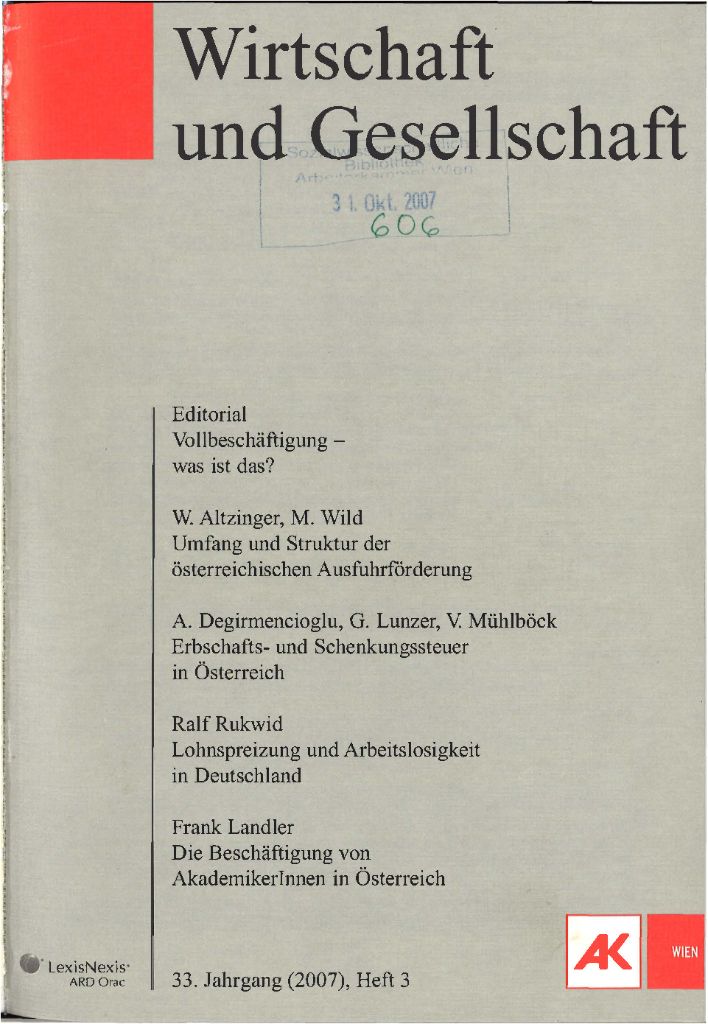 Wirtschaft
und Gesellschaft
Bibliothek
Wien
31. Okt. 2007
606
Editorial
Vollbeschäftigung –
was ist das?
W. Altzinger, M. Wild
Umfang und Struktur der
österreichischen Ausfuhrförderung
A. Degirmencioglu, G. Lunzer, V. Mühlböck
Erbschafts- und Schenkungssteuer
in Österreich
Ralf Rukwid
Lohnspreizung und Arbeitslosigkeit
in Deutschland
Frank Landler
Die Beschäftigung von
AkademikerInnen in Österreich
33. Jahrgang (2007), Heft 3
LexisNexis
ARD Orac
AK
WIEN